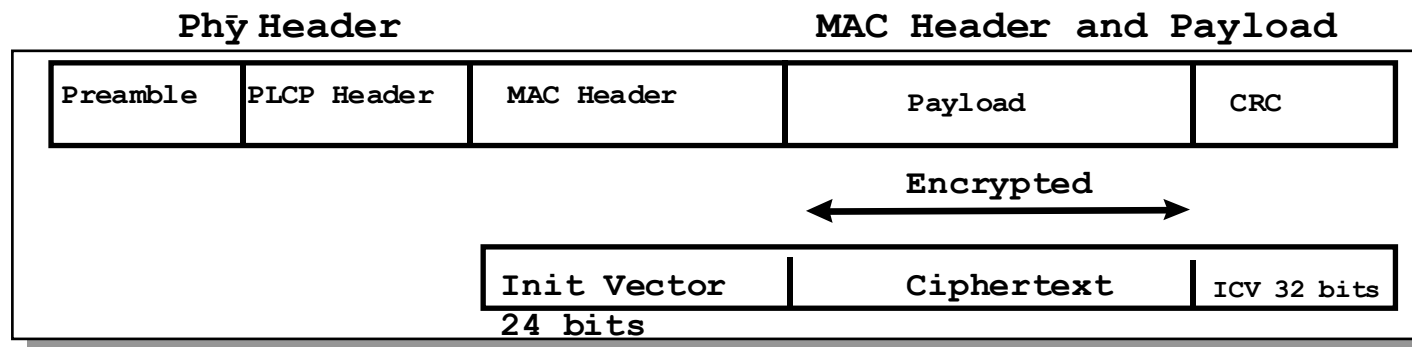 Phȳ Header
MAC Header and Payload
Preamble
PLCP Header
MAC Header
Payload
CRC
Encrypted
Init Vector
24 bits
Ciphertext
ICV 32 bits